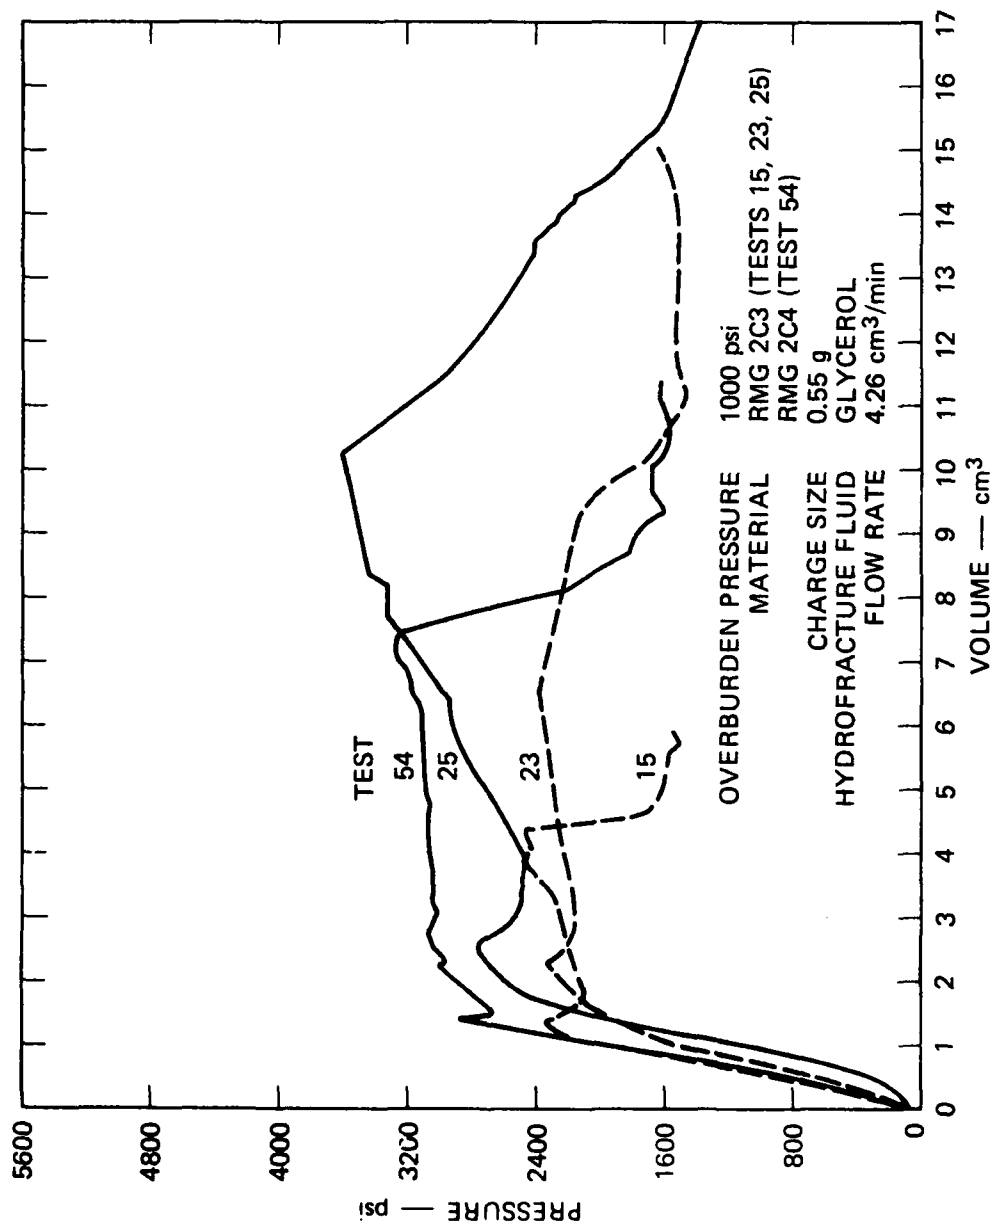 5600
4800
4000
3200
2400
1600
800
0
PRESSURE — psi
TEST
54
25
23
15
OVERBURDEN PRESSURE 1000 psi
MATERIAL RMG 2C3 (TESTS 15, 23, 25)
RMG 2C4 (TEST 54)
CHARGE SIZE 0.55 g
HYDROFRACTURE FLUID GLYCEROL
FLOW RATE 4.26 cm³/min
0 1 2 3 4 5 6 7 8 9 10 11 12 13 14 15 16 17
VOLUME — cm³